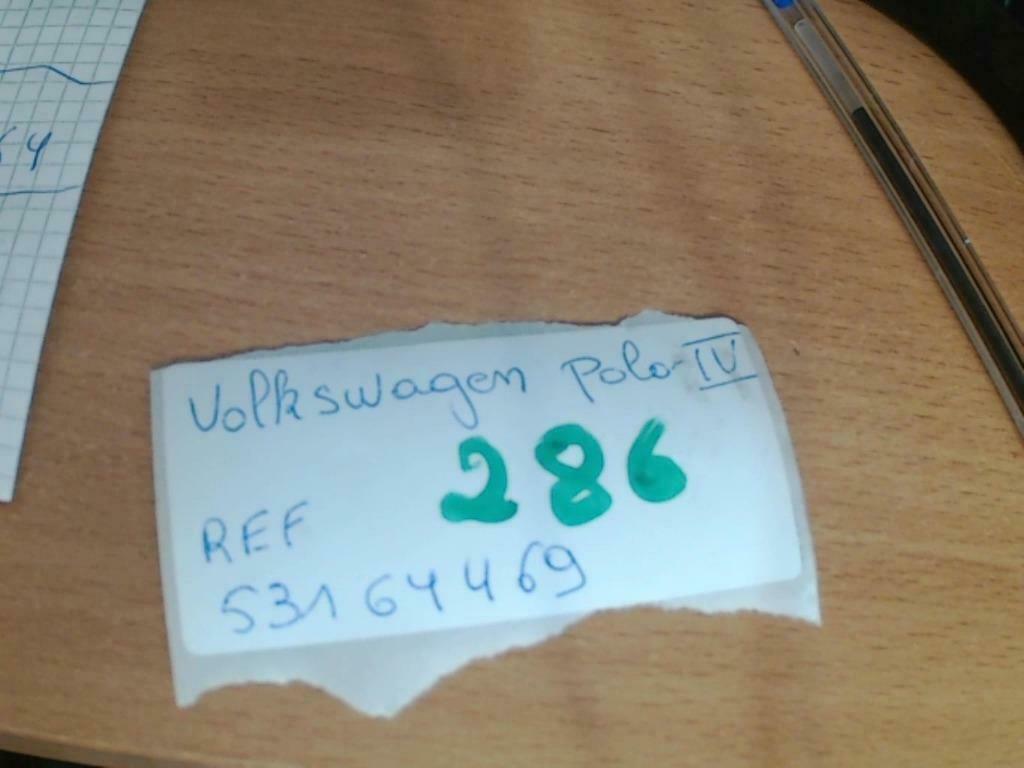 Volkswagen Polo IV
286
REF
53164469